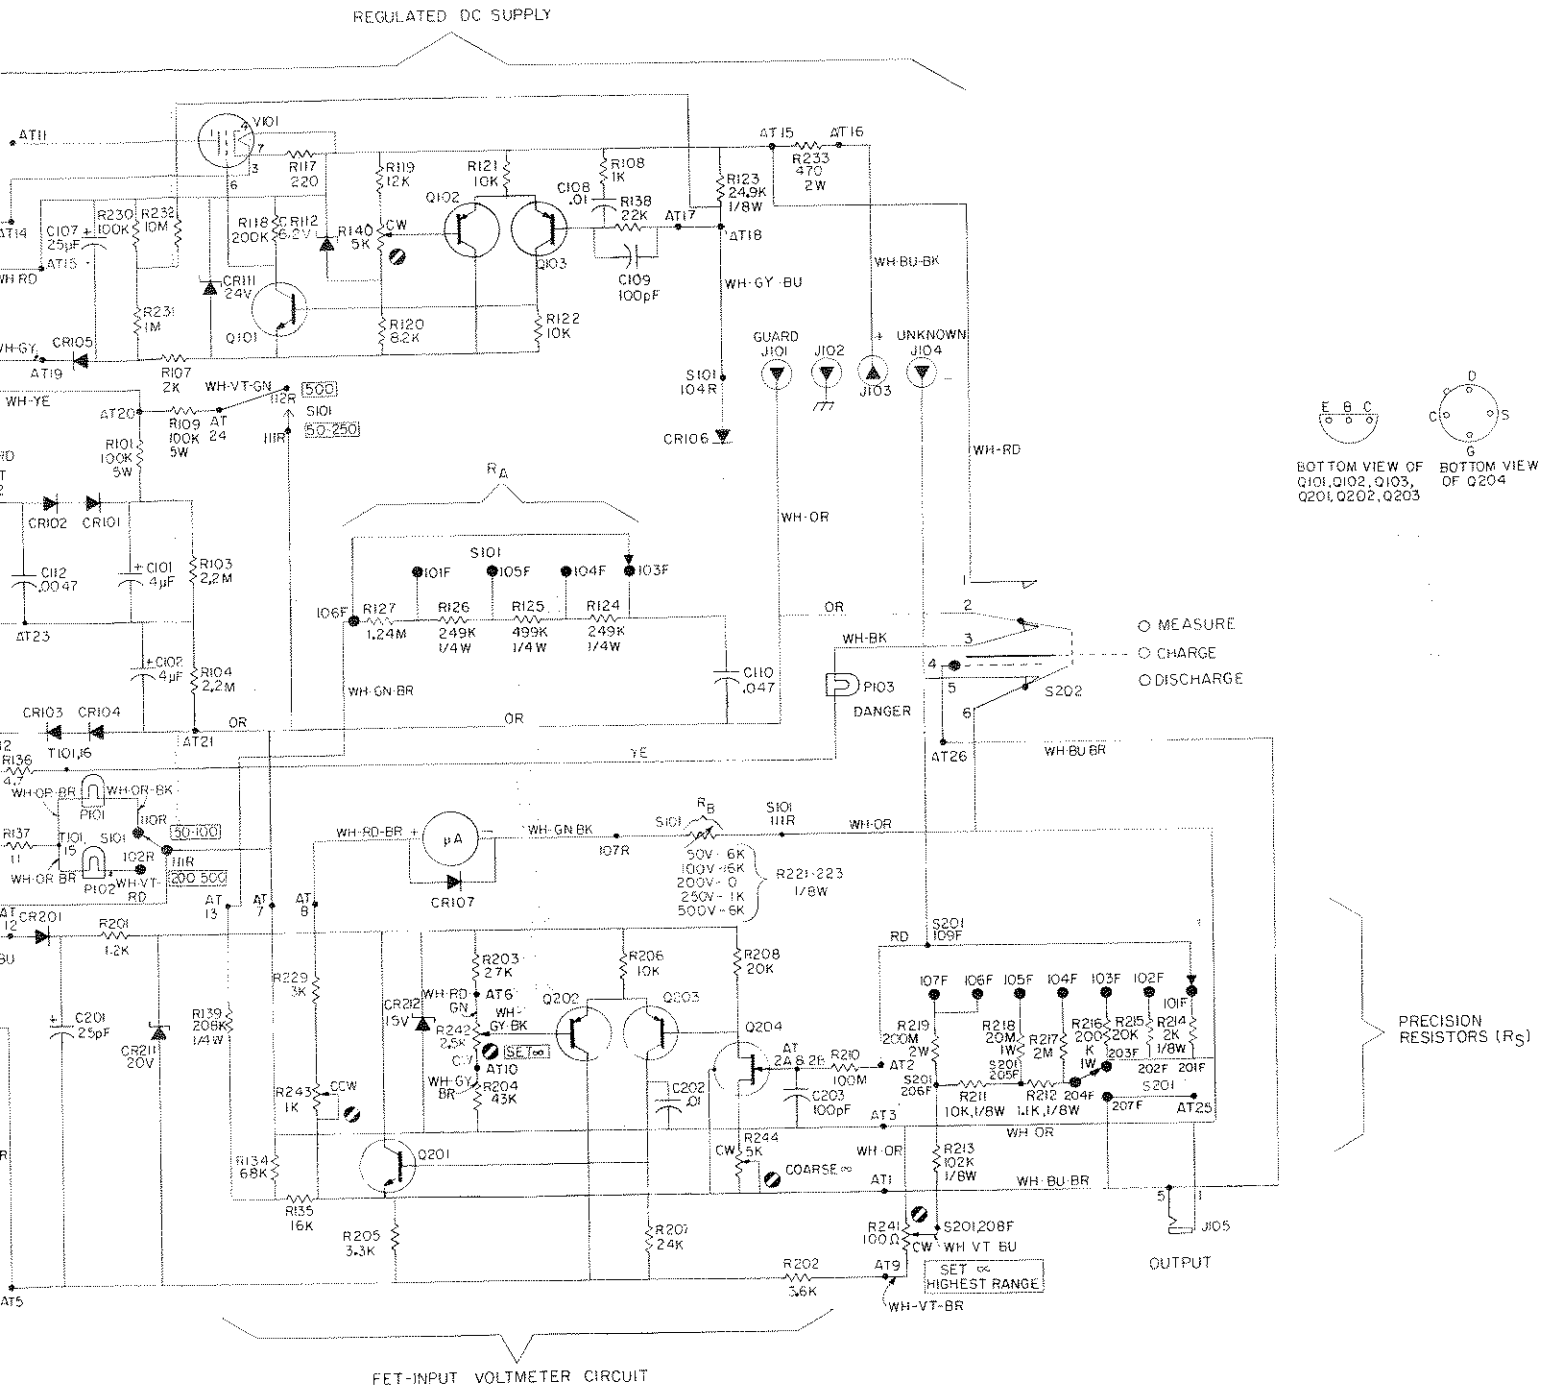 REGULATED DC SUPPLY
AT11
V101
4
7
3
6
R117
220
R119
12K
R121
10K
R108
1K
C108
.01
R138
22K
AT17
AT18
R123
24.9K
1/8W
AT15
AT16
R233
470
2W
AT14
C107
25µF
AT15
WH-RD
R230
100K
R232
10M
R118
200K
CR112
6.2V
R140
5K
CW
Q102
Q103
C109
100pF
WH-GY-BU
WH-BU-BK
CR111
24V
R231
1M
Q101
R120
8.2K
R122
10K
WH-GY
CR105
AT19
R107
2K
WH-YE
WH-VT-GN
112R
500
S101
50-250
111R
AT20
R109
100K
5W
AT
24
R101
100K
5W
S101
104R
CR106
GUARD
J101
J102
+ UNKNOWN
J103
J104
WH-RD
E B C
BOTTOM VIEW OF
Q101,Q102,Q103,
Q201,Q202,Q203
D
C
S
G
BOTTOM VIEW
OF Q204
CR102
CR101
RA
S101
101F
105F
104F
103F
106F
R127
1.24M
R126
249K
1/4W
R125
499K
1/4W
R124
249K
1/4W
WH-OR
C112
.0047
+ C101
4µF
R103
2.2M
AT23
+ C102
4µF
R104
2.2M
WH-GN-BR
C110
.047
OR
WH-BK
1
2
3
4
5
6
S202
MEASURE
CHARGE
DISCHARGE
P103
DANGER
CR103
CR104
T101,16
OR
AT21
OR
YE
AT26
WH-BU-BR
R136
4.7
WH-OR-BR
P101
WH-OR-BK
110R
50-100
R137
11
T101
15
S101
102R
111R
200-500
WH-OR-BR
P102
WH-VT-
RD
WH-RD-BR
+
µA
-
WH-GN-BK
107R
CR107
S101
RB
S101
111R
WH-OR
50V-6K
100V-16K
200V-0
250V-1K
500V-6K
R221-223
1/8W
AT
12
CR201
R201
1.2K
AT
13
AT
7
AT
8
C201
25pF
CR211
20V
R139
208K
1/4W
R229
3K
R243
1K
CCW
R134
68K
R135
16K
CR212
15V
R203
27K
WH-RD-
GN
AT6
WH-
GY-BK
R242
2.5K
CW
SET∞
AT10
WH-GY
BR
R204
43K
Q202
Q203
R206
10K
R208
20K
Q204
C202
.01
AT
2A & 2B
R210
100M
AT2
C203
100pF
AT3
R244
5K
CW
COARSE ∞
Q201
R205
3.3K
R207
24K
R202
3.6K
AT1
WH-OR
R241
100Ω
CW
AT9
WH-VT-BR
S201,208F
WH VT BU
SET ∞
HIGHEST RANGE
RD
S201
109F
107F
106F
105F
104F
103F
102F
101F
R219
200M
2W
R218
20M
1W
R217
2M
R216
200
K
1W
R215
20K
R214
2K
1/8W
S201
206F
S201
205F
R211
10K,1/8W
R212
1.1K,1/8W
204F
203F
202F
201F
S201
207F
AT25
WH OR
R213
102K
1/8W
WH-BU-BR
5
1
J105
OUTPUT
PRECISION
RESISTORS (RS)
AT5
FET-INPUT VOLTMETER CIRCUIT